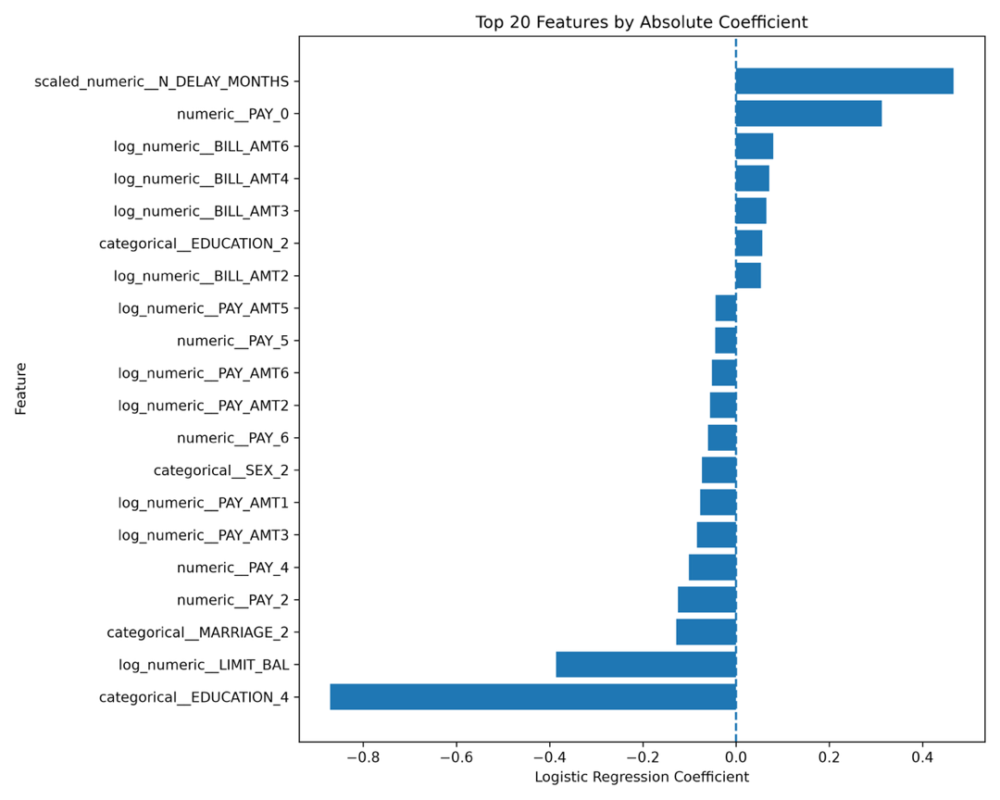 Top 20 Features by Absolute Coefficient
scaled_numeric__N_DELAY_MONTHS
numeric__PAY_0
log_numeric__BILL_AMT6
log_numeric__BILL_AMT4
log_numeric__BILL_AMT3
categorical__EDUCATION_2
log_numeric__BILL_AMT2
log_numeric__PAY_AMT5
numeric__PAY_5
log_numeric__PAY_AMT6
log_numeric__PAY_AMT2
numeric__PAY_6
categorical__SEX_2
log_numeric__PAY_AMT1
log_numeric__PAY_AMT3
numeric__PAY_4
numeric__PAY_2
categorical__MARRIAGE_2
log_numeric__LIMIT_BAL
categorical__EDUCATION_4
Feature
−0.8 −0.6 −0.4 −0.2 0.0 0.2 0.4
Logistic Regression Coefficient